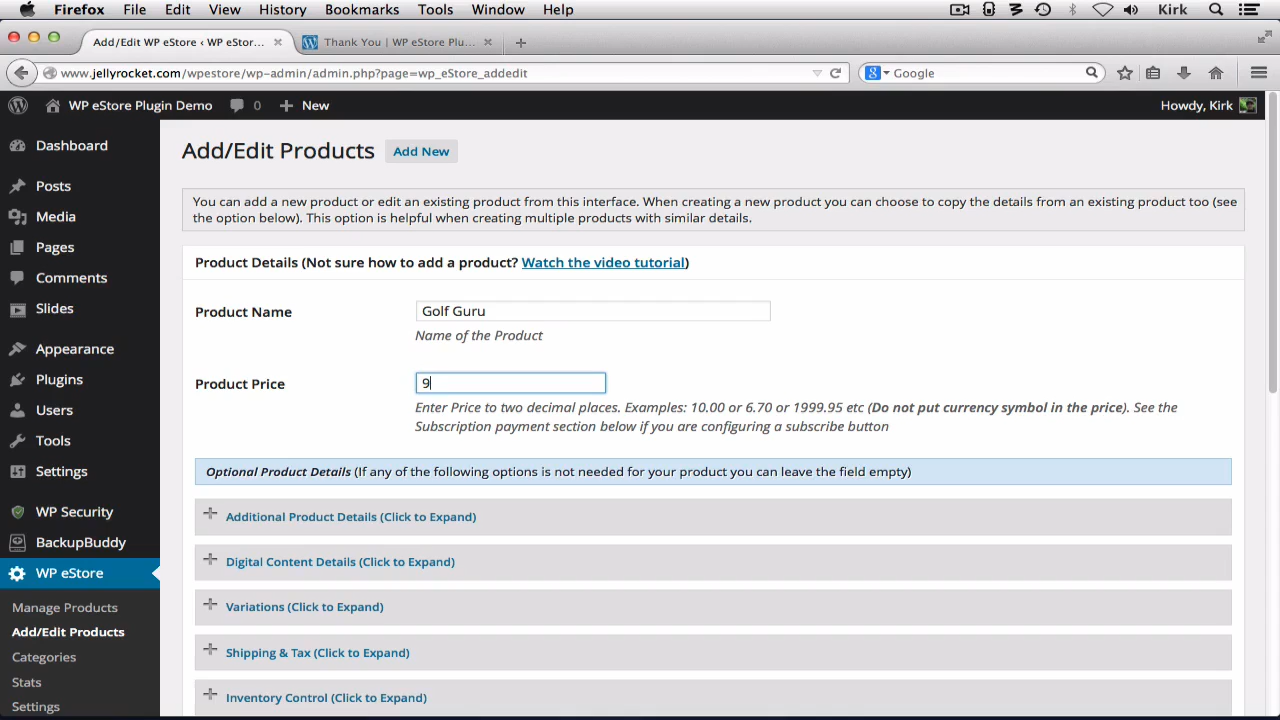 Firefox File Edit View History Bookmarks Tools Window Help Kirk
Add/Edit WP eStore ‹ WP eStor... Thank You | WP eStore Plu...
www.jellyrocket.com/wpestore/wp-admin/admin.php?page=wp_eStore_addedit Google
WP eStore Plugin Demo 0 New Howdy, Kirk
Dashboard
Posts
Media
Pages
Comments
Slides
Appearance
Plugins
Users
Tools
Settings
WP Security
BackupBuddy
WP eStore
Manage Products
Add/Edit Products
Categories
Stats
Settings
Add/Edit Products Add New
You can add a new product or edit an existing product from this interface. When creating a new product you can choose to copy the details from an existing product too (see
the option below). This option is helpful when creating multiple products with similar details.
Product Details (Not sure how to add a product? Watch the video tutorial)
Product Name Golf Guru
Name of the Product
Product Price 9
Enter Price to two decimal places. Examples: 10.00 or 6.70 or 1999.95 etc (Do not put currency symbol in the price). See the
Subscription payment section below if you are configuring a subscribe button
Optional Product Details (If any of the following options is not needed for your product you can leave the field empty)
Additional Product Details (Click to Expand)
Digital Content Details (Click to Expand)
Variations (Click to Expand)
Shipping & Tax (Click to Expand)
Inventory Control (Click to Expand)